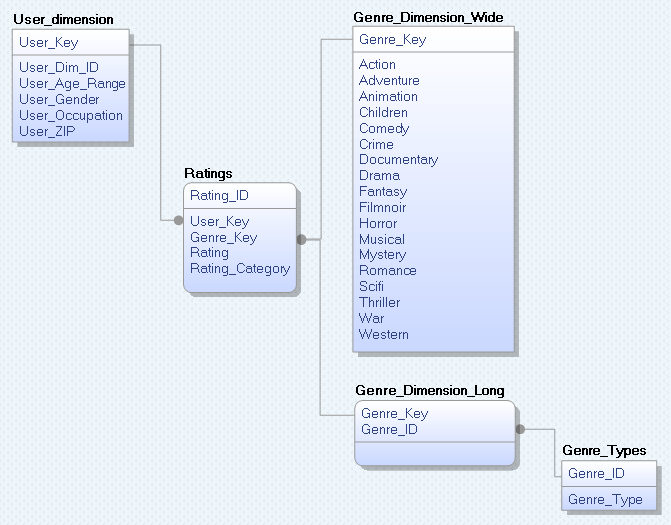 User_dimension
User_Key
User_Dim_ID
User_Age_Range
User_Gender
User_Occupation
User_ZIP
Ratings
Rating_ID
User_Key
Genre_Key
Rating
Rating_Category
Genre_Dimension_Wide
Genre_Key
Action
Adventure
Animation
Children
Comedy
Crime
Documentary
Drama
Fantasy
Filmnoir
Horror
Musical
Mystery
Romance
Scifi
Thriller
War
Western
Genre_Dimension_Long
Genre_Key
Genre_ID
Genre_Types
Genre_ID
Genre_Type